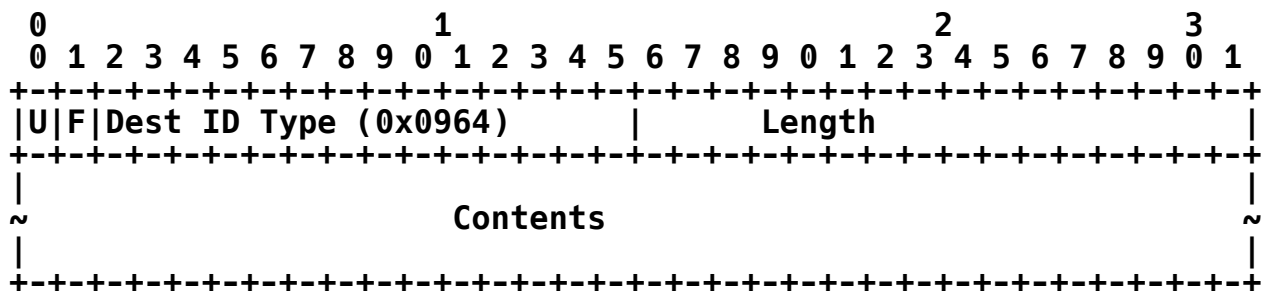 0                     1                         2             3
 0 1 2 3 4 5 6 7 8 9 0 1 2 3 4 5 6 7 8 9 0 1 2 3 4 5 6 7 8 9 0 1
+-+-+-+-+-+-+-+-+-+-+-+-+-+-+-+-+-+-+-+-+-+-+-+-+-+-+-+-+-+-+-+-+
|U|F|Dest ID Type (0x0964)      |      Length                   |
+-+-+-+-+-+-+-+-+-+-+-+-+-+-+-+-+-+-+-+-+-+-+-+-+-+-+-+-+-+-+-+-+
|                                                               |
~                      Contents                                 ~
|                                                               |
+-+-+-+-+-+-+-+-+-+-+-+-+-+-+-+-+-+-+-+-+-+-+-+-+-+-+-+-+-+-+-+-+